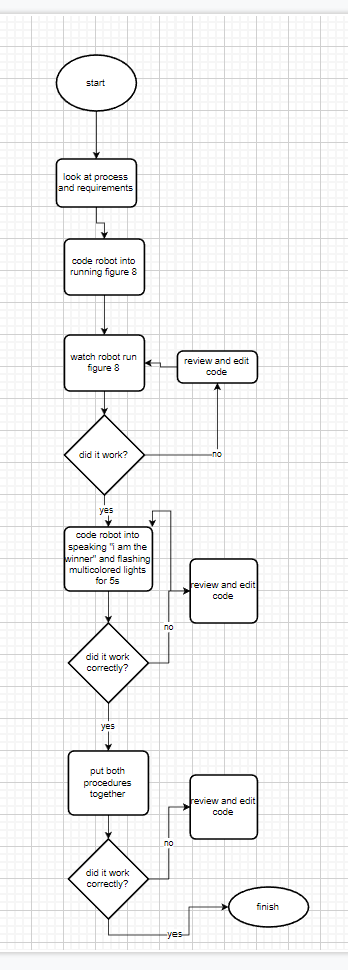 start
look at process
and requirements
code robot into
running figure 8
watch robot run
figure 8
review and edit
code
did it work?
no
yes
code robot into
speaking "i am the
winner" and flashing
multicolored lights
for 5s
review and edit
code
no
did it work
correctly?
yes
put both
procedures
together
review and edit
code
no
did it work
correctly?
finish
yes